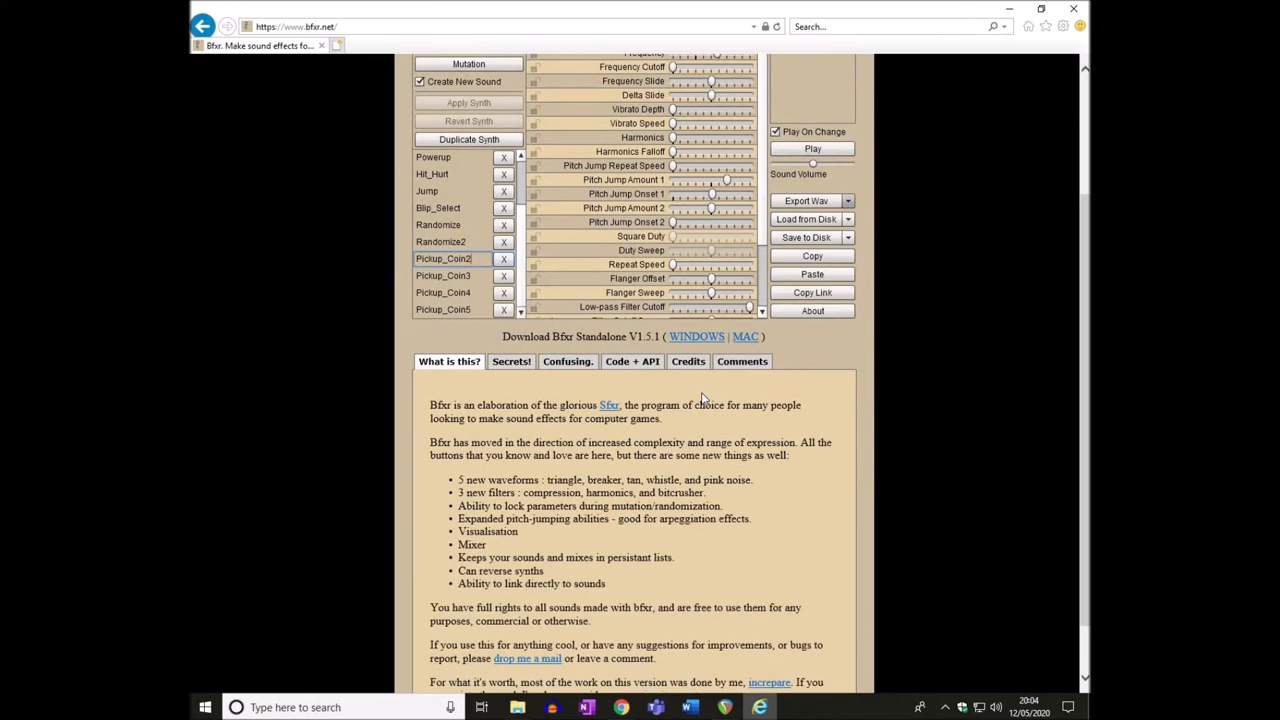 https://www.bfxr.net/
Search...
Bfxr. Make sound effects fo...
Mutation
Create New Sound
Apply Synth
Revert Synth
Duplicate Synth
Powerup X
Hit_Hurt X
Jump X
Blip_Select X
Randomize X
Randomize2 X
Pickup_Coin2 X
Pickup_Coin3 X
Pickup_Coin4 X
Pickup_Coin5 X
Frequency
Frequency Cutoff
Frequency Slide
Delta Slide
Vibrato Depth
Vibrato Speed
Harmonics
Harmonics Falloff
Pitch Jump Repeat Speed
Pitch Jump Amount 1
Pitch Jump Onset 1
Pitch Jump Amount 2
Pitch Jump Onset 2
Square Duty
Duty Sweep
Repeat Speed
Flanger Offset
Flanger Sweep
Low-pass Filter Cutoff
Play On Change
Play
Sound Volume
Export Wav
Load from Disk
Save to Disk
Copy
Paste
Copy Link
About
Download Bfxr Standalone V1.5.1 ( WINDOWS | MAC )
What is this? Secrets! Confusing. Code + API Credits Comments
Bfxr is an elaboration of the glorious Sfxr, the program of choice for many people
looking to make sound effects for computer games.
Bfxr has moved in the direction of increased complexity and range of expression. All the
buttons that you know and love are here, but there are some new things as well:
• 5 new waveforms : triangle, breaker, tan, whistle, and pink noise.
• 3 new filters : compression, harmonics, and bitcrusher.
• Ability to lock parameters during mutation/randomization.
• Expanded pitch-jumping abilities - good for arpeggiation effects.
• Visualisation
• Mixer
• Keeps your sounds and mixes in persistant lists.
• Can reverse synths
• Ability to link directly to sounds
You have full rights to all sounds made with bfxr, and are free to use them for any
purposes, commercial or otherwise.
If you use this for anything cool, or have any suggestions for improvements, or bugs to
report, please drop me a mail or leave a comment.
For what it's worth, most of the work on this version was done by me, increpare. If you
Type here to search
20:04
12/05/2020